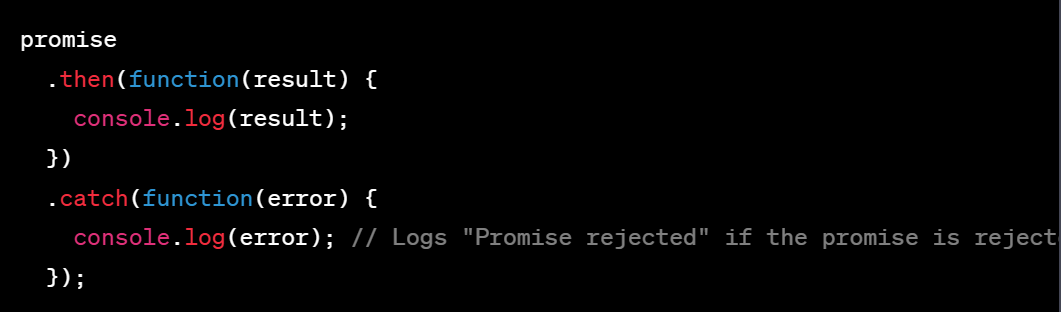 promise
  .then(function(result) {
    console.log(result);
  })
  .catch(function(error) {
    console.log(error); // Logs "Promise rejected" if the promise is
  });